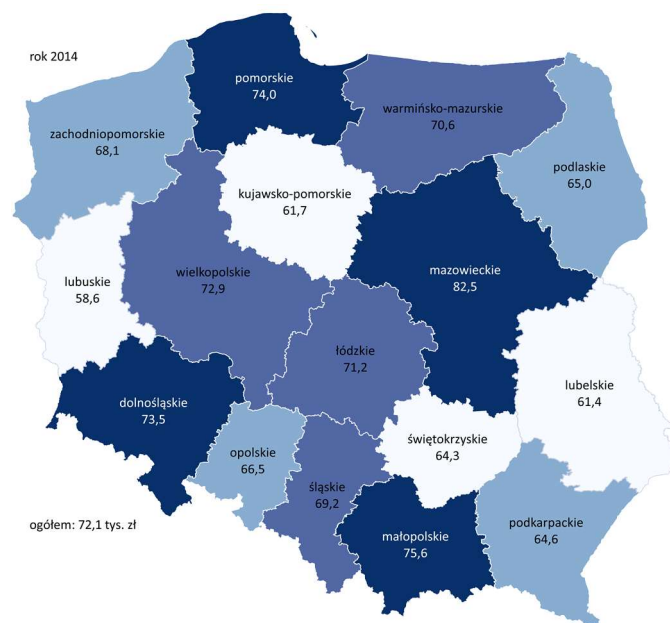 rok 2014
pomorskie
74,0
warmińsko-mazurskie
70,6
zachodniopomorskie
68,1
podlaskie
65,0
kujawsko-pomorskie
61,7
mazowieckie
82,5
wielkopolskie
72,9
lubuskie
58,6
łódzkie
71,2
lubelskie
61,4
dolnośląskie
73,5
świętokrzyskie
64,3
opolskie
66,5
śląskie
69,2
podkarpackie
64,6
małopolskie
75,6
ogółem: 72,1 tys. zł